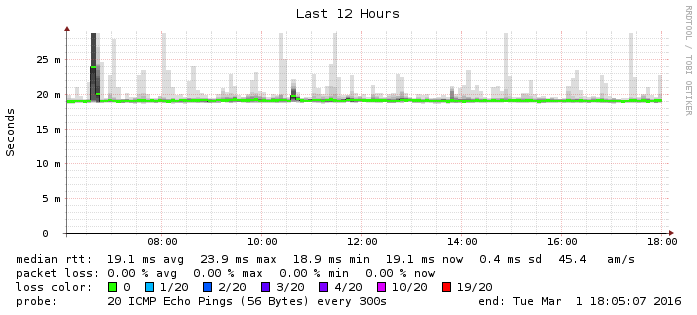 Last 12 Hours
RRDTOOL / TOBI OETIKER
Seconds
25 m
20 m
15 m
10 m
5 m
0
08:00 10:00 12:00 14:00 16:00 18:00
median rtt: 19.1 ms avg 23.9 ms max 18.9 ms min 19.1 ms now 0.4 ms sd 45.4 am/s
packet loss: 0.00 % avg 0.00 % max 0.00 % min 0.00 % now
loss color: 0 1/20 2/20 3/20 4/20 10/20 19/20
probe: 20 ICMP Echo Pings (56 Bytes) every 300s end: Tue Mar 1 18:05:07 2016